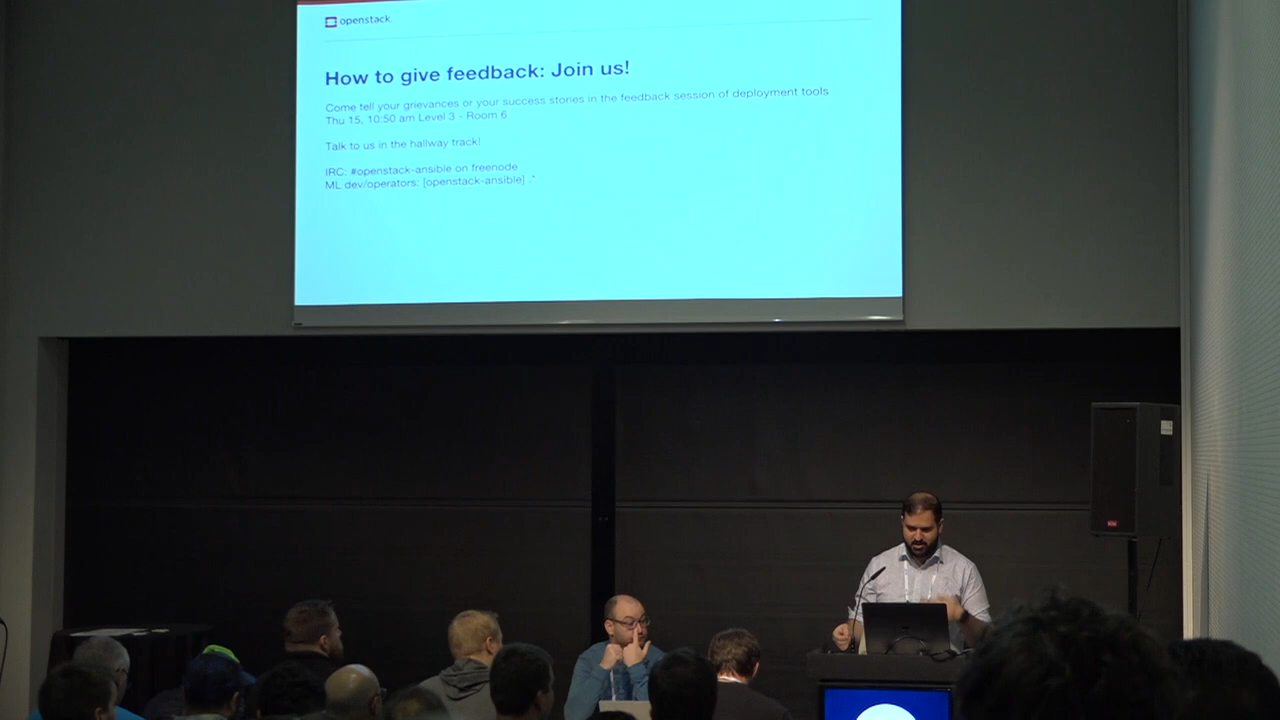 openstack.
How to give feedback: Join us!
Come tell your grievances or your success stories in the feedback session of deployment tools
Thu 15, 10:50 am Level 3 - Room 6
Talk to us in the hallway track!
IRC: #openstack-ansible on freenode
ML dev/operators: [openstack-ansible] .*